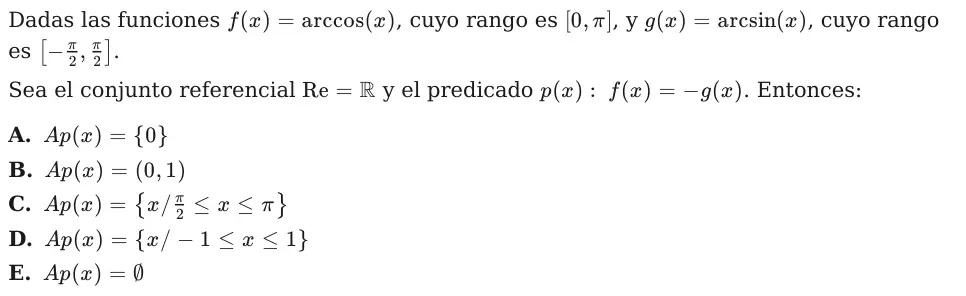 Dadas las funciones f(x) = arccos(x), cuyo rango es [0, π], y g(x) = arcsin(x), cuyo rango
es [−π/2, π/2].
Sea el conjunto referencial Re = ℝ y el predicado p(x) : f(x) = −g(x). Entonces:
A. Ap(x) = {0}
B. Ap(x) = (0, 1)
C. Ap(x) = {x/π/2 ≤ x ≤ π}
D. Ap(x) = {x/ − 1 ≤ x ≤ 1}
E. Ap(x) = ∅